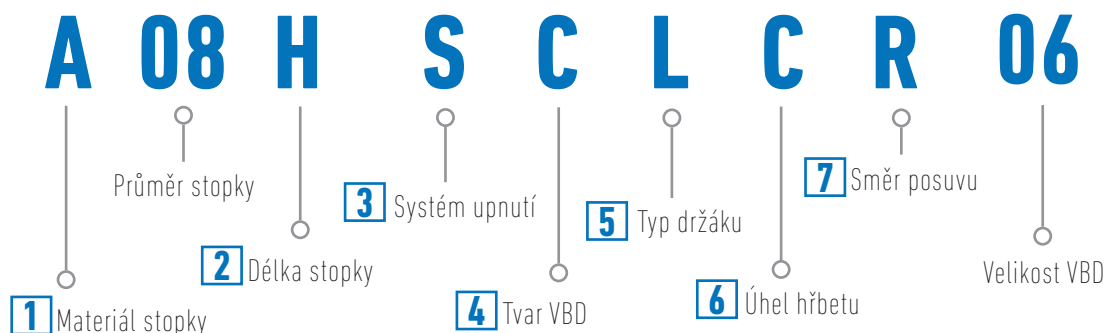 A 08 H S C L C R 06
Průměr stopky
3 Systém upnutí
5 Typ držáku
7 Směr posuvu
2 Délka stopky
Velikost VBD
1 Materiál stopky
4 Tvar VBD
6 Úhel hřbetu